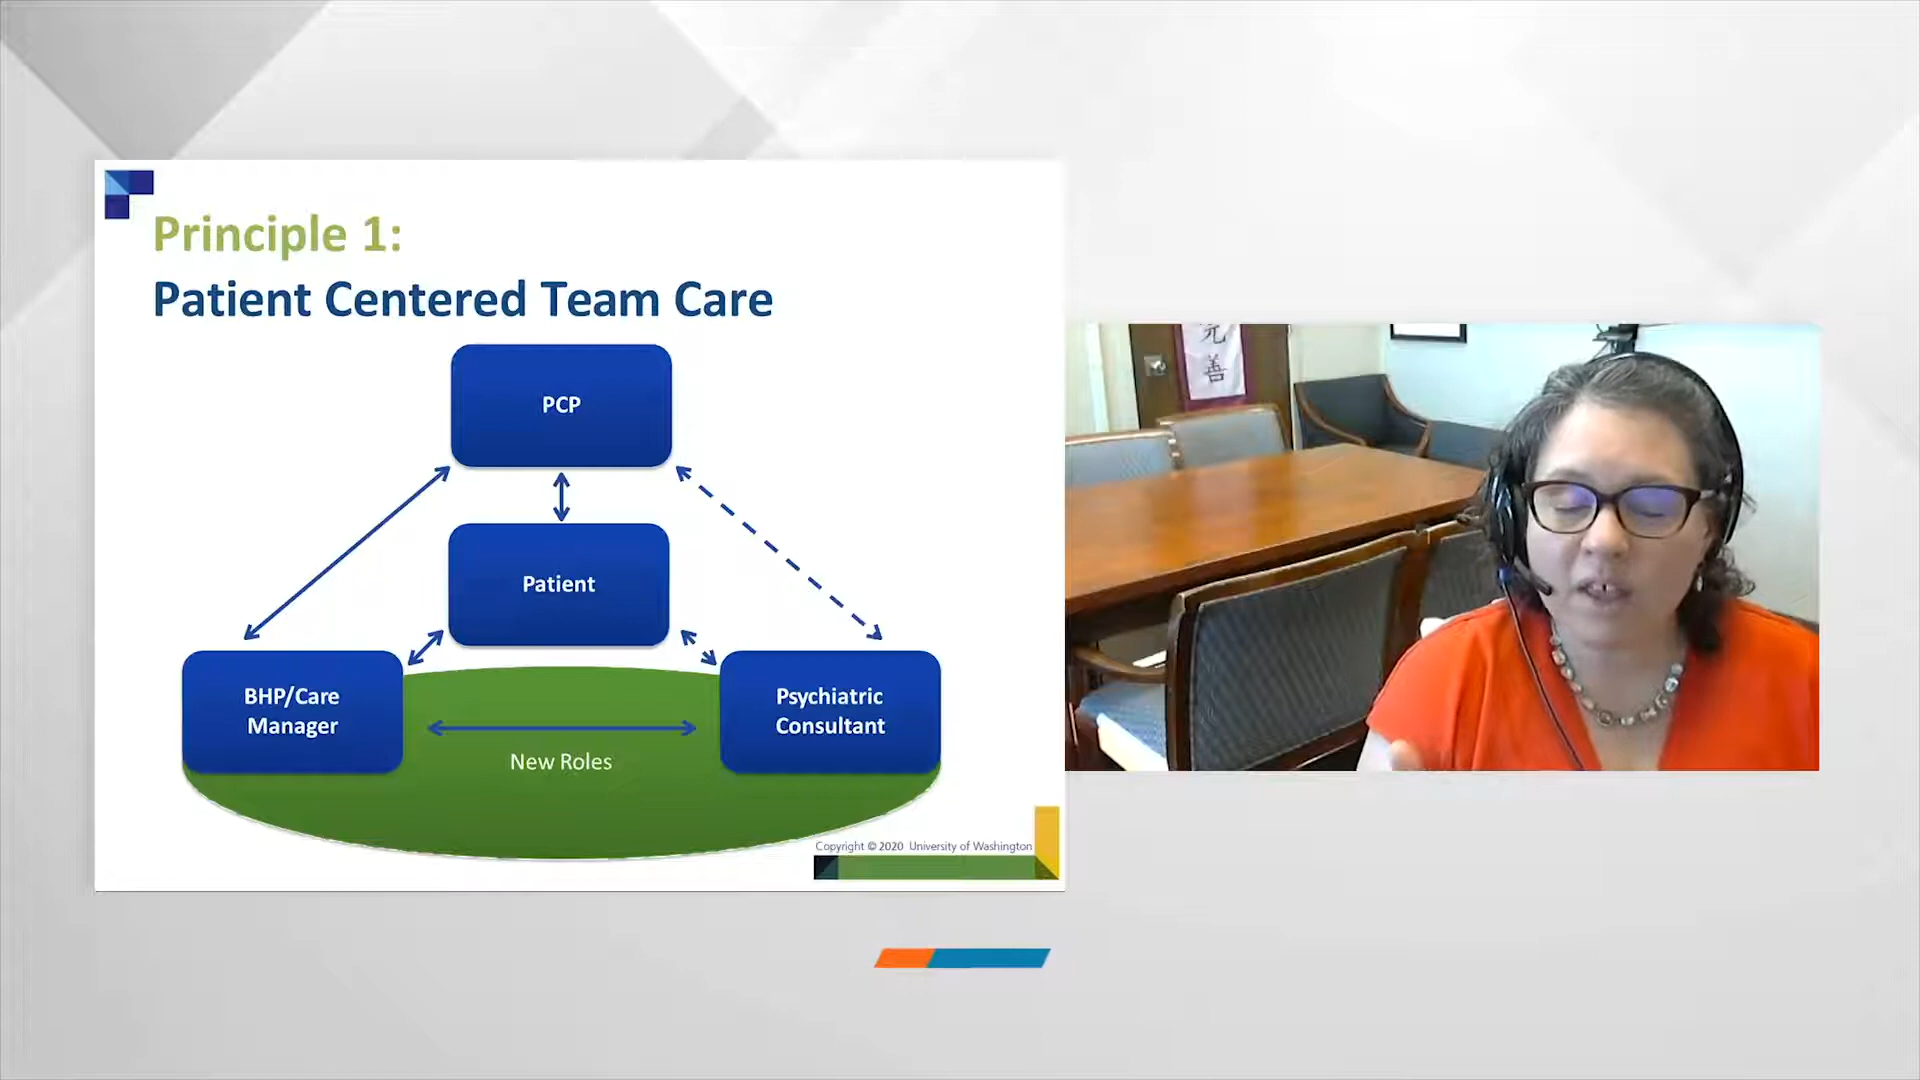 Principle 1:
Patient Centered Team Care
PCP
Patient
BHP/Care
Manager
Psychiatric
Consultant
New Roles
Copyright © 2020 University of Washington
善